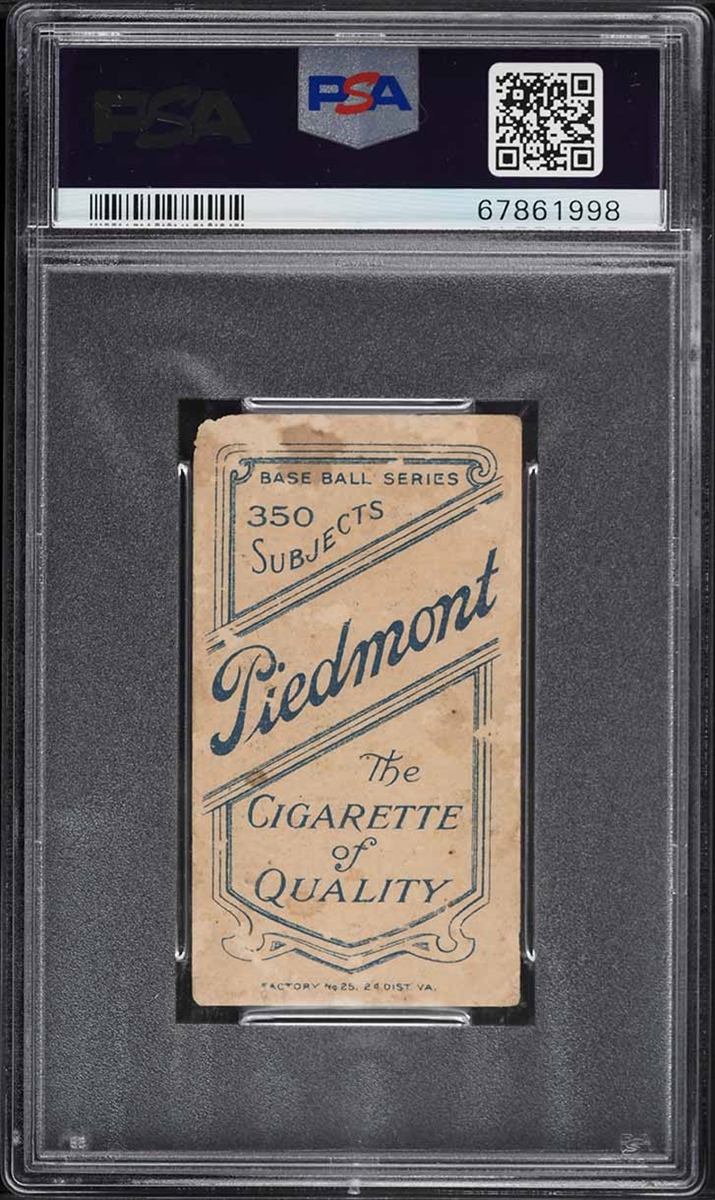 PSA
PSA
67861998
BASE BALL SERIES
350
SUBJECTS
Piedmont
The
CIGARETTE
of
QUALITY
FACTORY No 25, 2d DIST. VA.